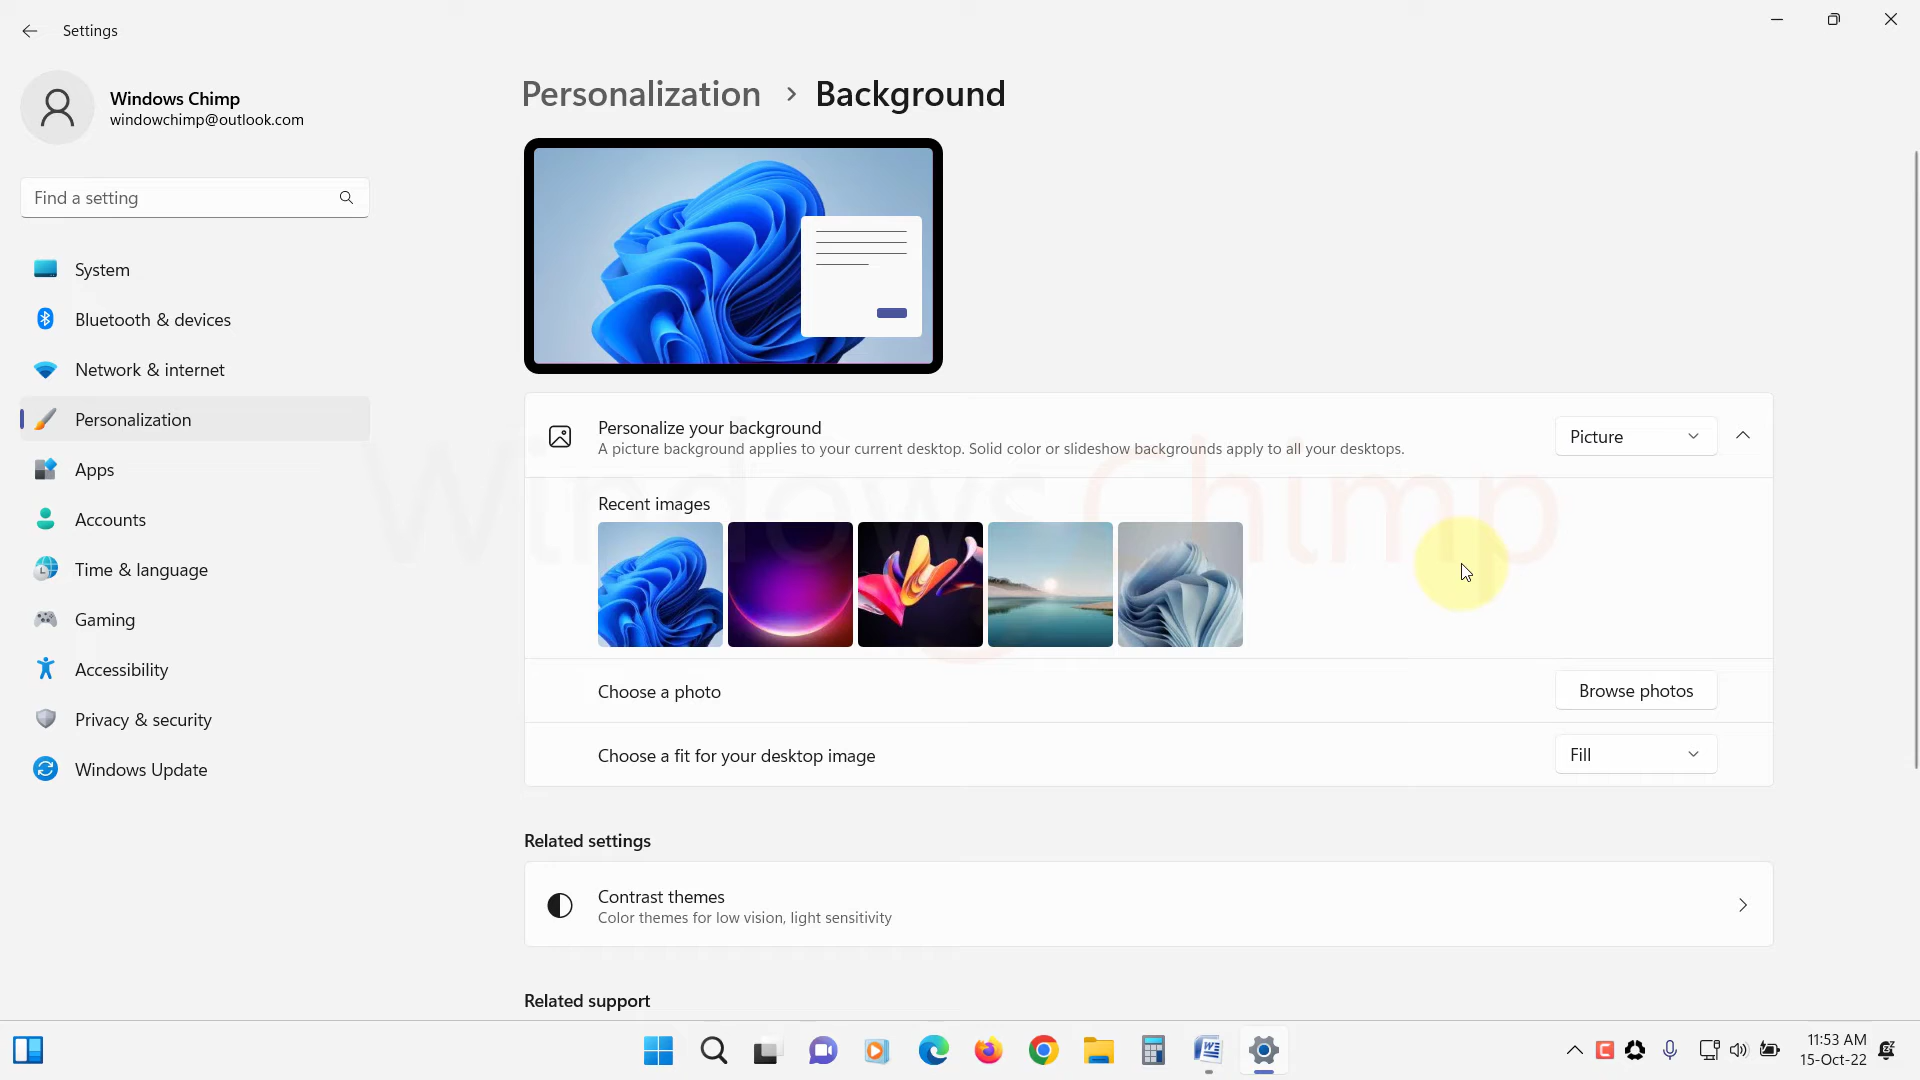 Settings
Windows Chimp
windowchimp@outlook.com
Find a setting
System
Bluetooth & devices
Network & internet
Personalization
Apps
Accounts
Time & language
Gaming
Accessibility
Privacy & security
Windows Update
Personalization > Background
Personalize your background
A picture background applies to your current desktop. Solid color or slideshow backgrounds apply to all your desktops.
Picture
Recent images
Windows Chimp
Choose a photo
Browse photos
Choose a fit for your desktop image
Fill
Related settings
Contrast themes
Color themes for low vision, light sensitivity
Related support
11:53 AM
15-Oct-22